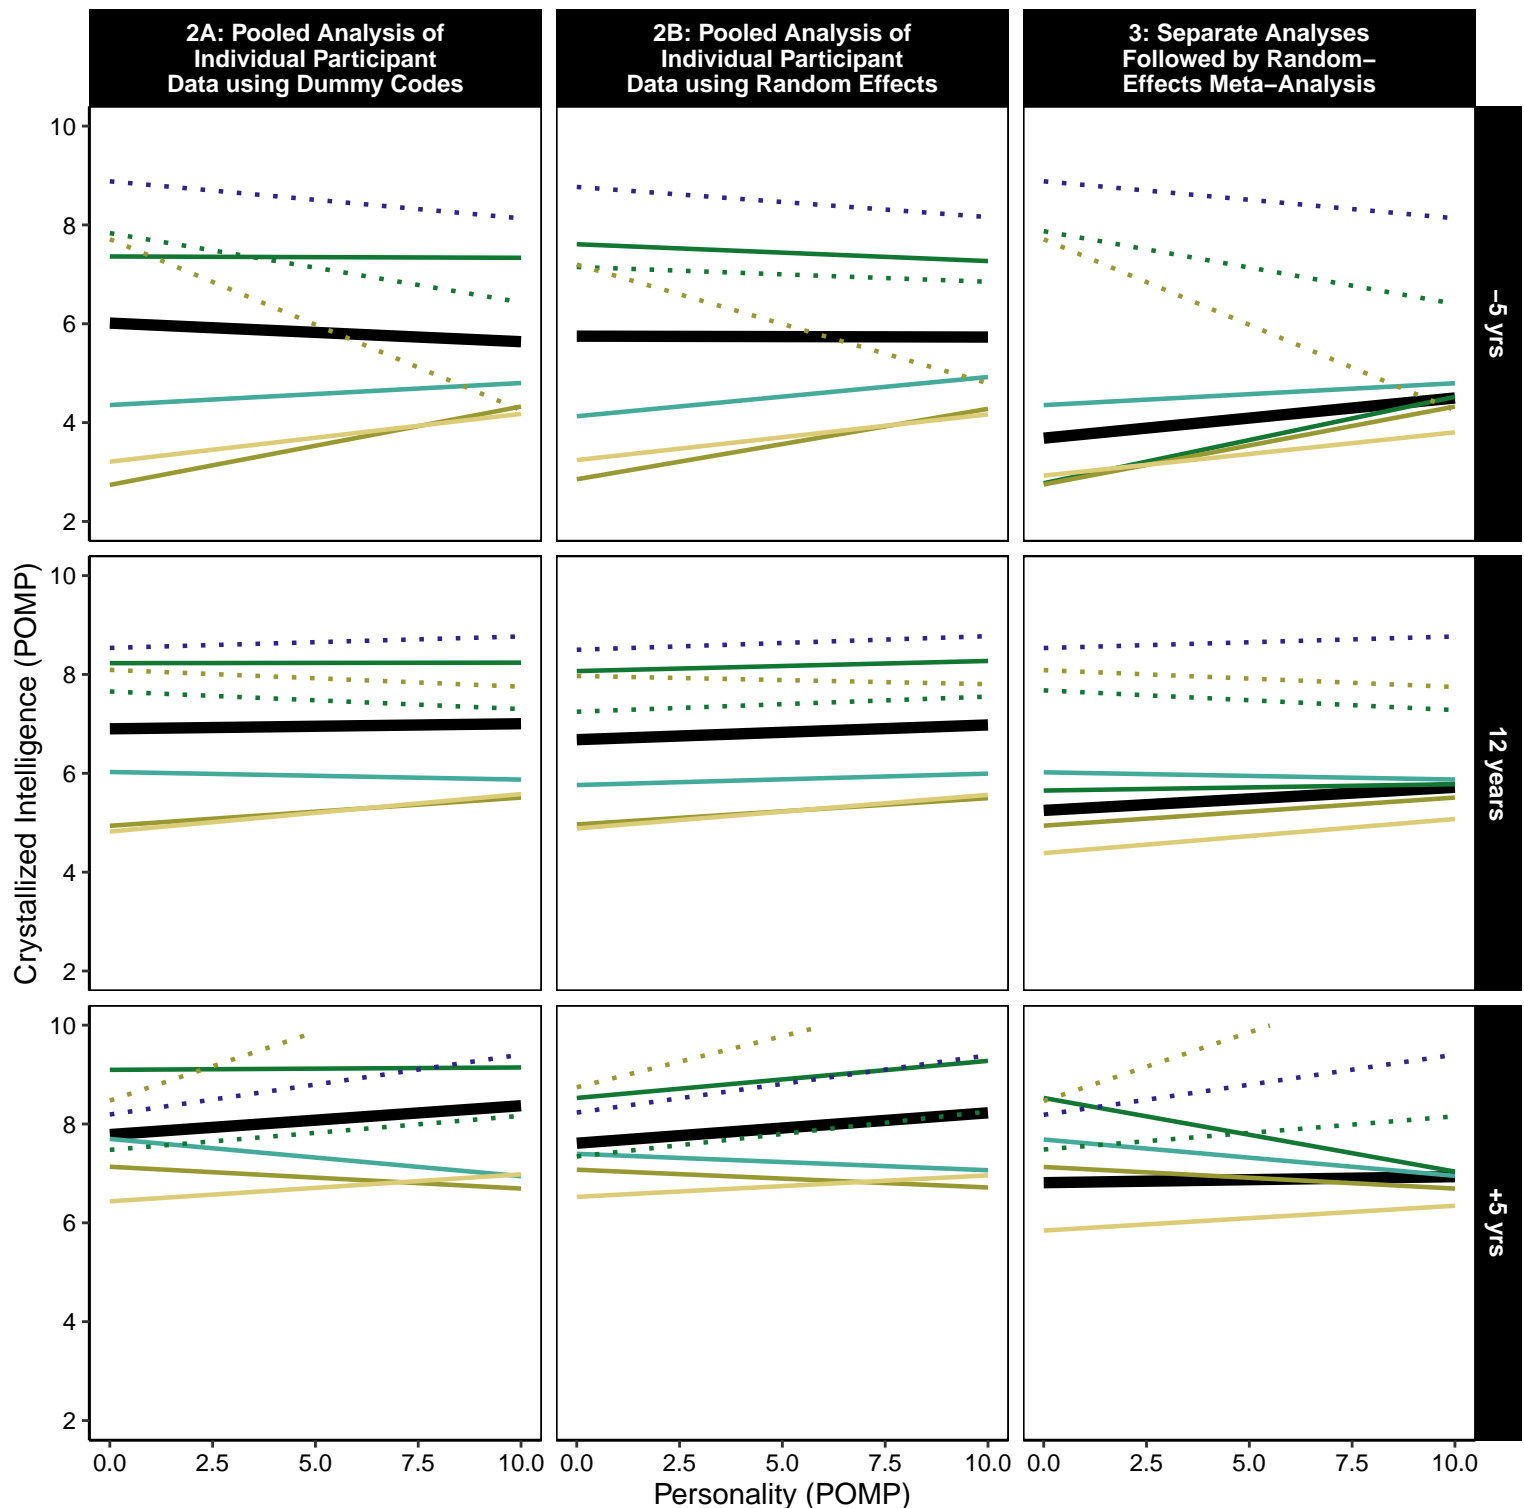 2A: Pooled Analysis of
Individual Participant
Data using Dummy Codes
2B: Pooled Analysis of
Individual Participant
Data using Random Effects
3: Separate Analyses
Followed by Random−
Effects Meta−Analysis
10
8
6
4
2
−5 yrs
10
8
6
4
2
12 years
10
8
6
4
2
+5 yrs
Crystallized Intelligence (POMP)
0.0 2.5 5.0 7.5 10.0
0.0 2.5 5.0 7.5 10.0
0.0 2.5 5.0 7.5 10.0
Personality (POMP)